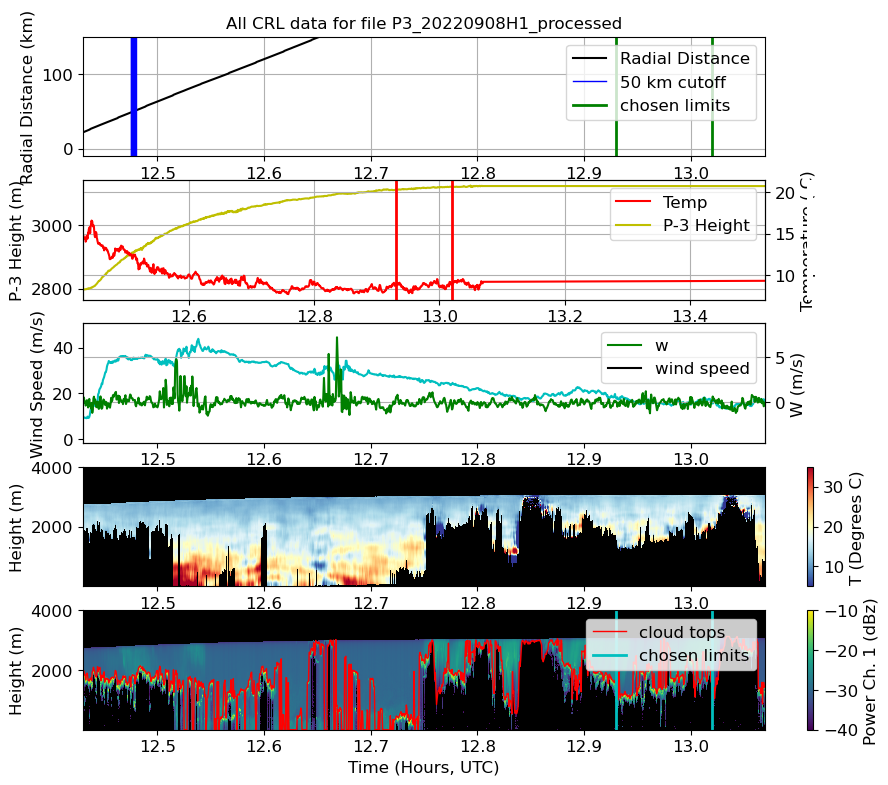 All CRL data for file P3_20220908H1_processed
Radial Distance (km)
100
0
Radial Distance
50 km cutoff
chosen limits
12.5 12.6 12.7 12.8 12.9 13.0
P-3 Height (m)
3000
2800
Temp
P-3 Height
20
15
10
Temperature ( C)
12.6 12.8 13.0 13.2 13.4
Wind Speed (m/s)
40
20
0
w
wind speed
5
0
W (m/s)
12.5 12.6 12.7 12.8 12.9 13.0
Height (m)
4000
2000
30
20
10
T (Degrees C)
12.5 12.6 12.7 12.8 12.9 13.0
Height (m)
4000
2000
cloud tops
chosen limits
−10
−20
−30
−40
Power Ch. 1 (dBz)
12.5 12.6 12.7 12.8 12.9 13.0
Time (Hours, UTC)